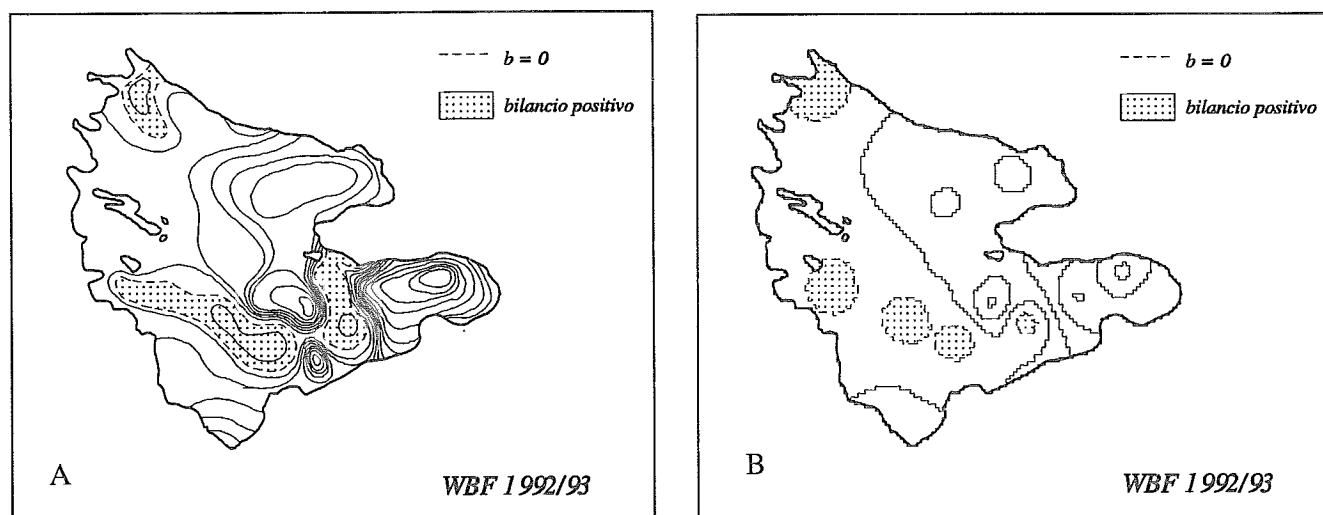 b = 0
bilancio positivo
A
WBF 1992/93
b = 0
bilancio positivo
B
WBF 1992/93